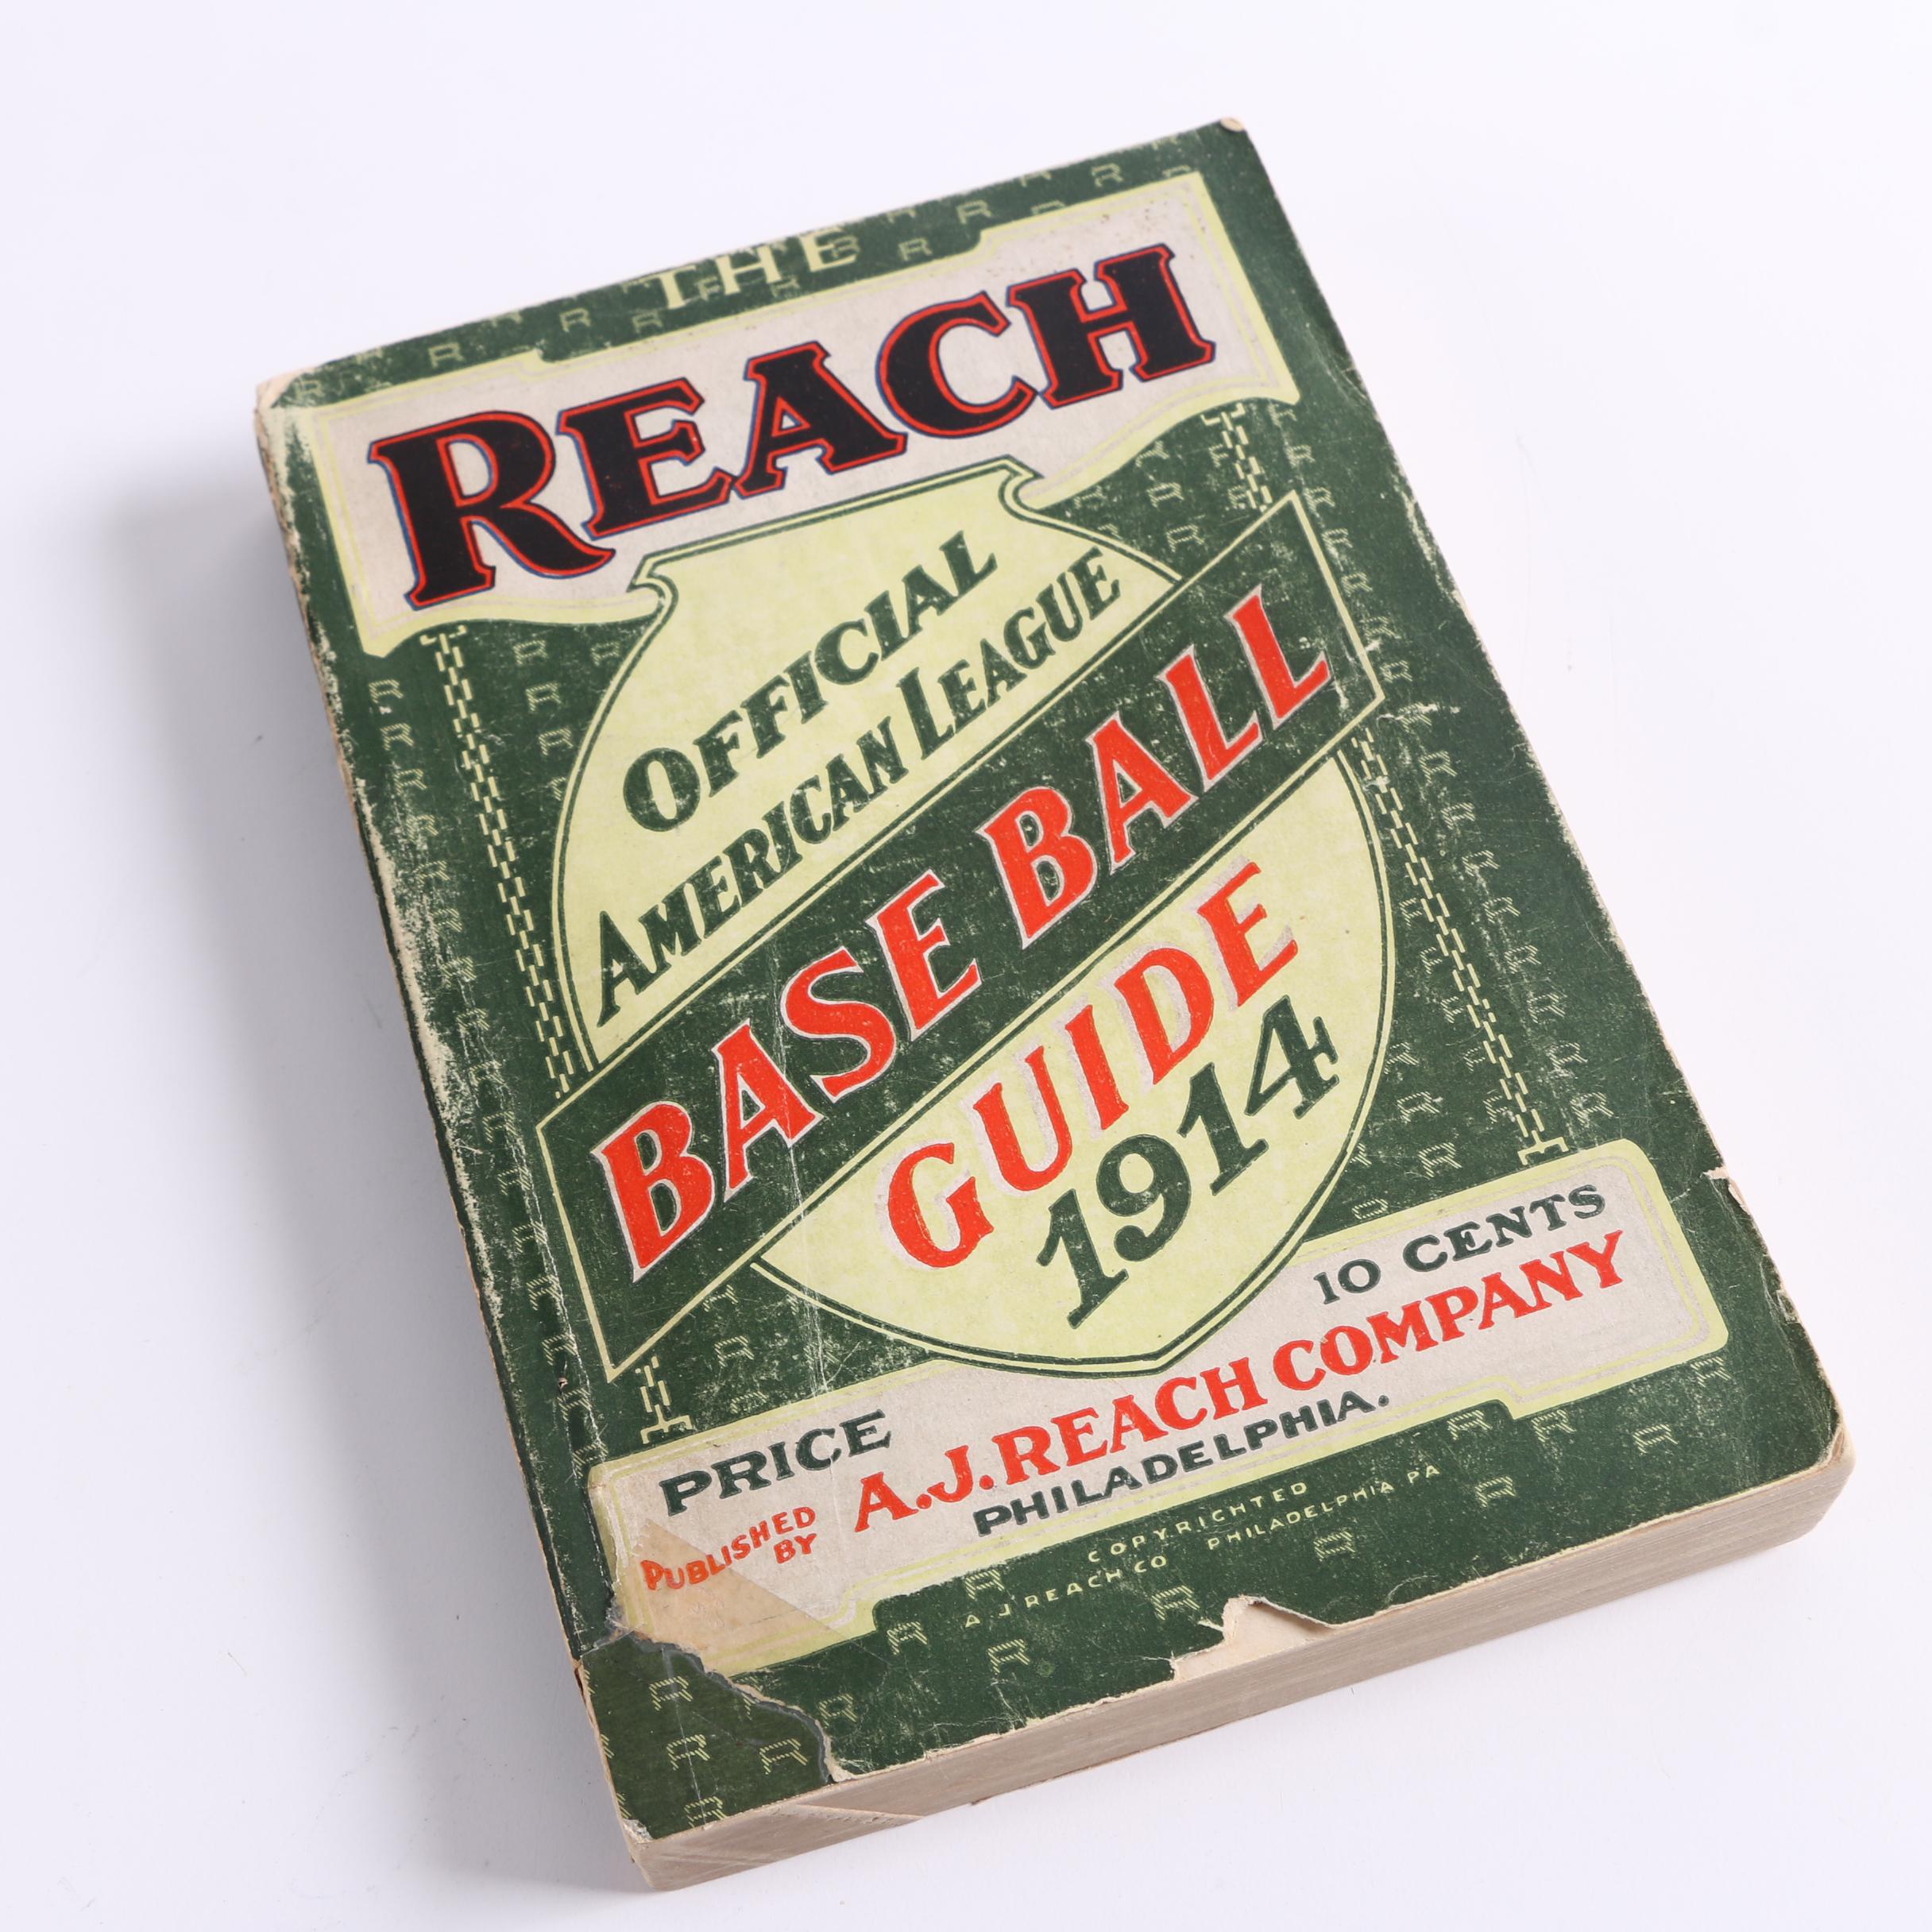 THE
REACH
OFFICIAL
AMERICAN LEAGUE
BASE BALL
GUIDE
1914
PRICE 10 CENTS
PUBLISHED BY A.J. REACH COMPANY
PHILADELPHIA.
COPYRIGHTED
A J REACH CO PHILADELPHIA PA